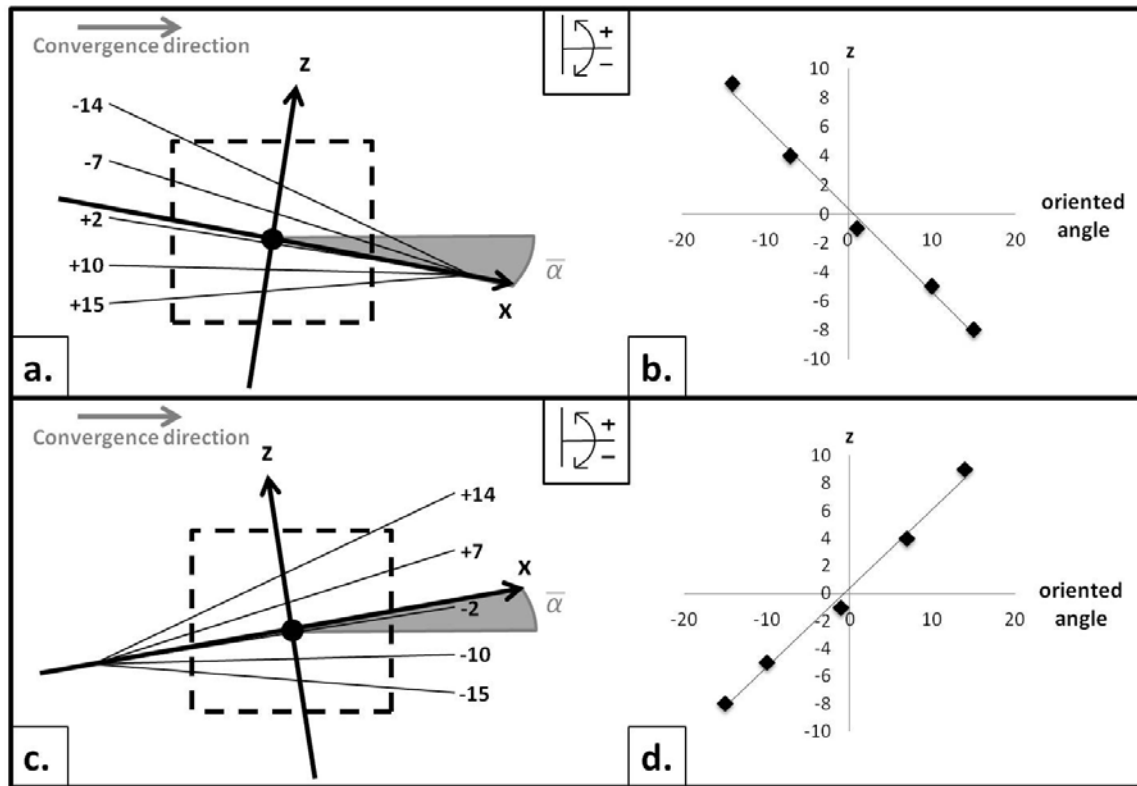 Convergence direction
z
-14
-7
+2
+10
+15
α
x
a.
+
−
z
10
8
6
4
2
0
-20
-10
0
10
20
-2
-4
-6
-8
-10
oriented
angle
b.
Convergence direction
z
+14
+7
x
-2
α
-10
-15
c.
+
−
z
10
8
6
4
2
0
-20
-10
0
10
20
-2
-4
-6
-8
-10
oriented
angle
d.